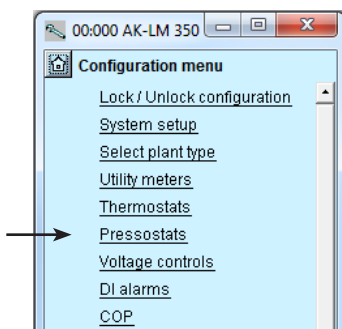 00:000 AK-LM 350
Configuration menu
Lock / Unlock configuration
System setup
Select plant type
Utility meters
Thermostats
Pressostats
Voltage controls
DI alarms
COP